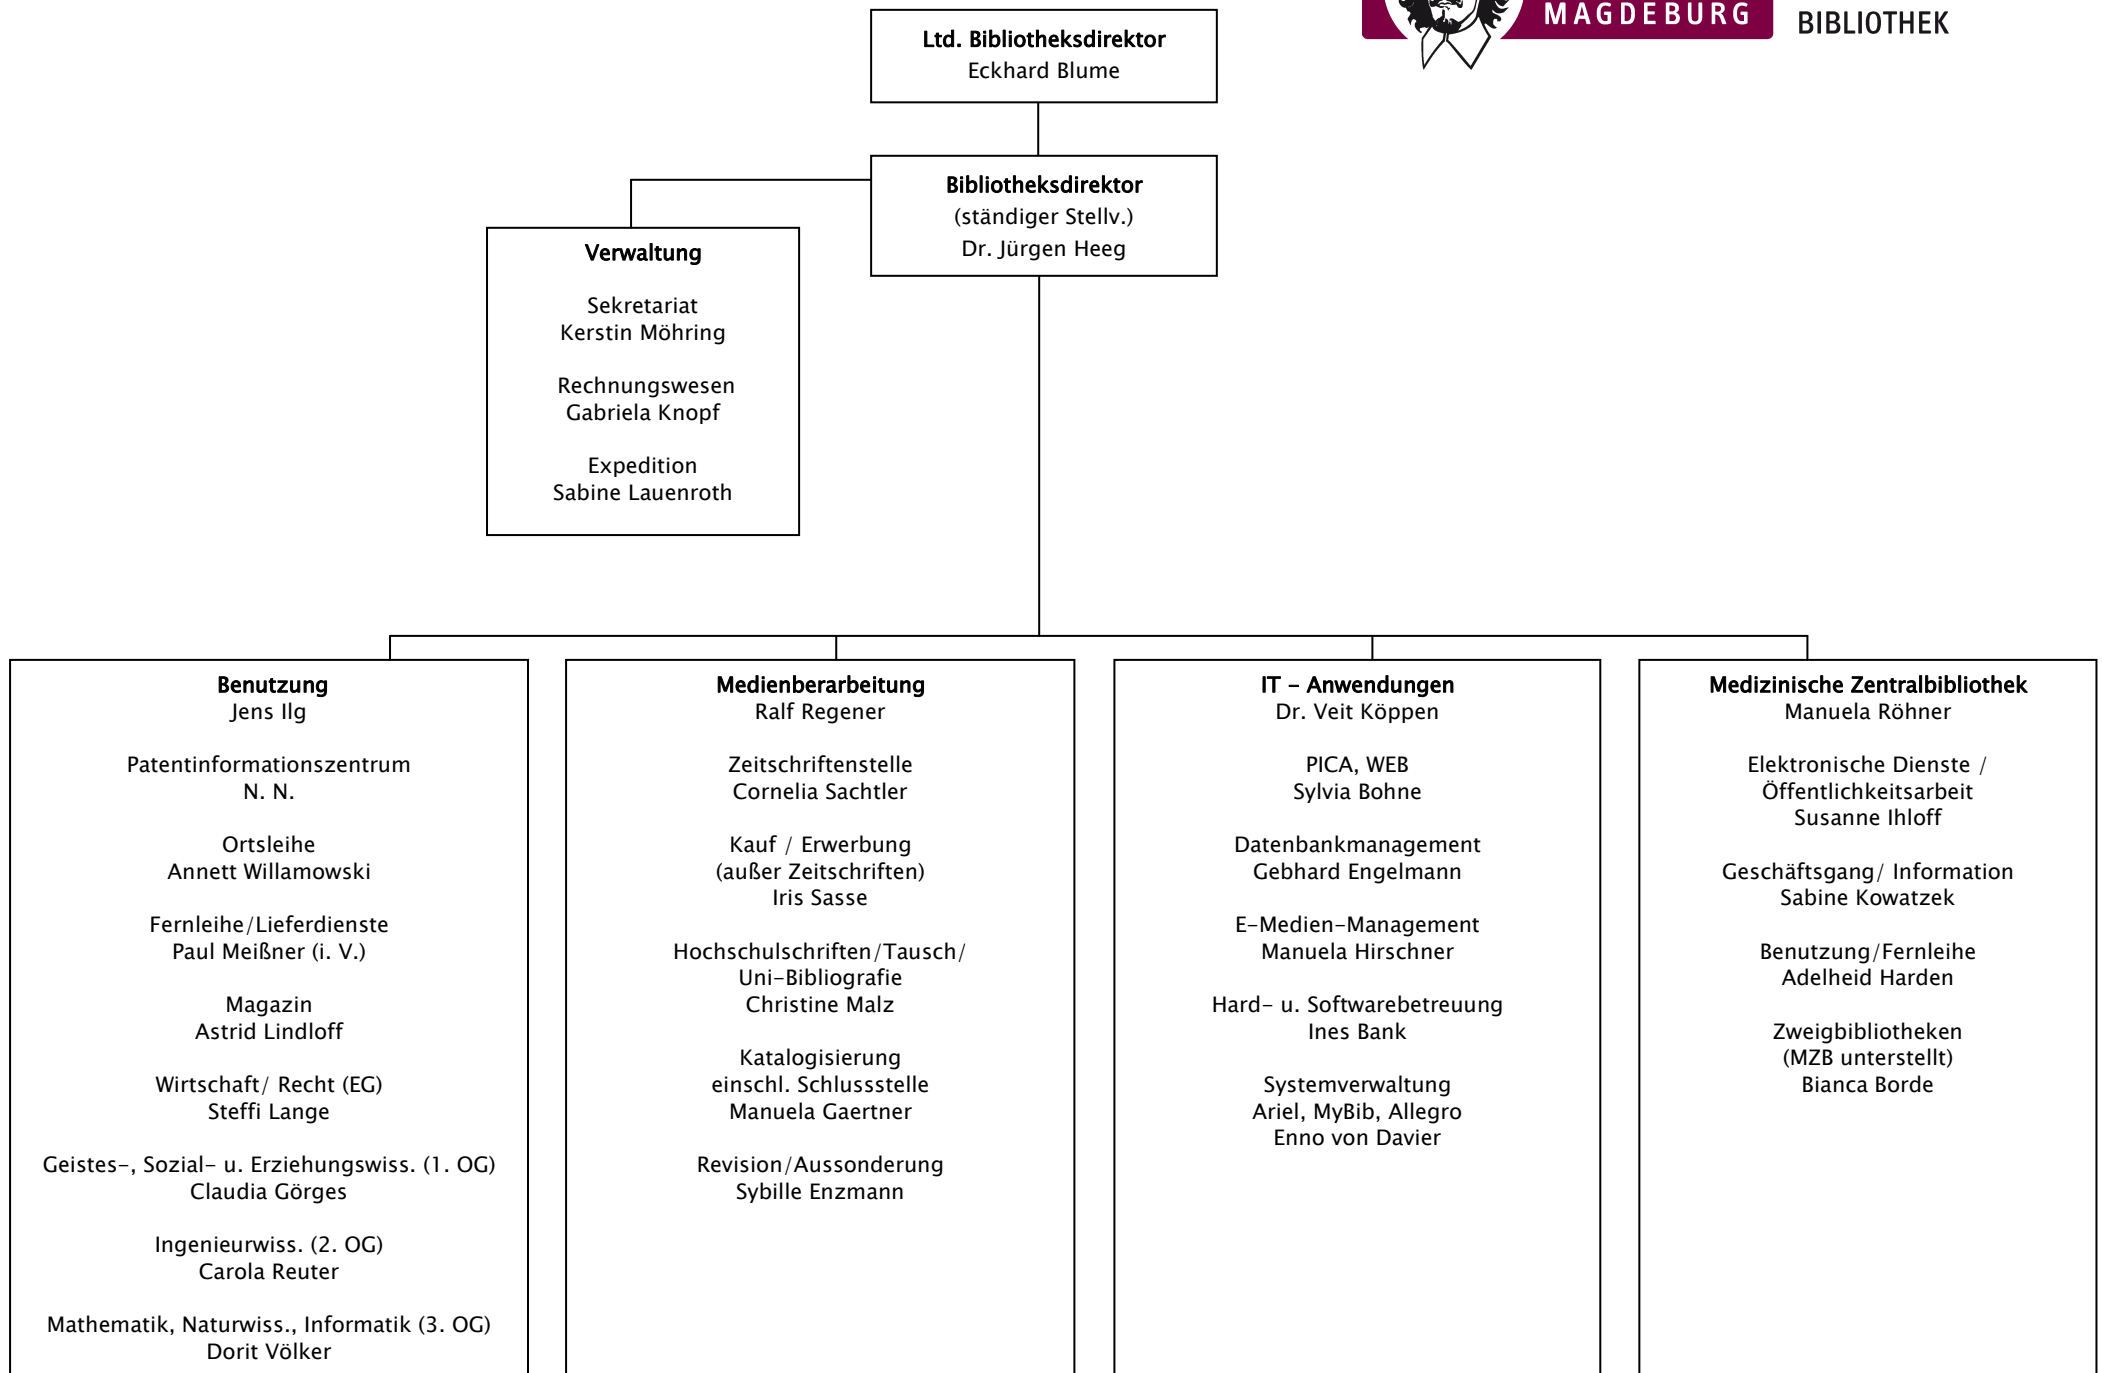 MAGDEBURG
BIBLIOTHEK
Ltd. Bibliotheksdirektor
Eckhard Blume
Bibliotheksdirektor
(ständiger Stellv.)
Dr. Jürgen Heeg
Verwaltung
Sekretariat
Kerstin Möhring
Rechnungswesen
Gabriela Knopf
Expedition
Sabine Lauenroth
Benutzung
Jens Ilg
Patentinformationszentrum
N. N.
Ortsleihe
Annett Willamowski
Fernleihe/Lieferdienste
Paul Meißner (i. V.)
Magazin
Astrid Lindloff
Wirtschaft/ Recht (EG)
Steffi Lange
Geistes-, Sozial- u. Erziehungswiss. (1. OG)
Claudia Görges
Ingenieurwiss. (2. OG)
Carola Reuter
Mathematik, Naturwiss., Informatik (3. OG)
Dorit Völker
Medienberarbeitung
Ralf Regener
Zeitschriftenstelle
Cornelia Sachtler
Kauf / Erwerbung
(außer Zeitschriften)
Iris Sasse
Hochschulschriften/Tausch/
Uni-Bibliografie
Christine Malz
Katalogisierung
einschl. Schlussstelle
Manuela Gaertner
Revision/Aussonderung
Sybille Enzmann
IT - Anwendungen
Dr. Veit Köppen
PICA, WEB
Sylvia Bohne
Datenbankmanagement
Gebhard Engelmann
E-Medien-Management
Manuela Hirschner
Hard- u. Softwarebetreuung
Ines Bank
Systemverwaltung
Ariel, MyBib, Allegro
Enno von Davier
Medizinische Zentralbibliothek
Manuela Röhner
Elektronische Dienste /
Öffentlichkeitsarbeit
Susanne Ihloff
Geschäftsgang/ Information
Sabine Kowatzek
Benutzung/Fernleihe
Adelheid Harden
Zweigbibliotheken
(MZB unterstellt)
Bianca Borde